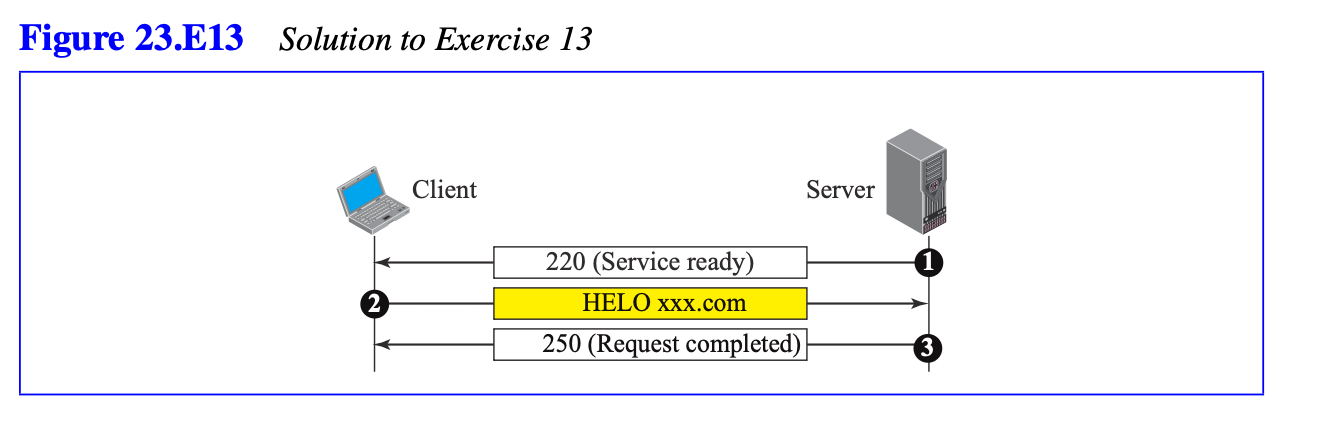 Figure 23.E13 Solution to Exercise 13
Client
Server
220 (Service ready)
1
2
HELO xxx.com
250 (Request completed)
3